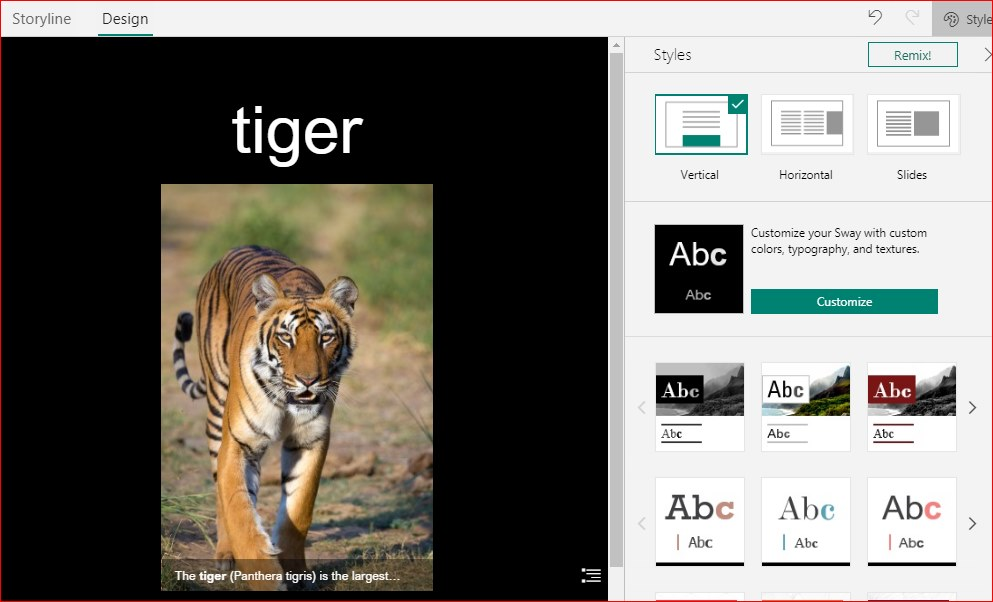 Storyline Design
Style
tiger
The tiger (Panthera tigris) is the largest...
Styles
Remix!
Vertical Horizontal Slides
Abc
Abc
Customize your Sway with custom
colors, typography, and textures.
Customize
Abc Abc Abc
Abc Abc Abc
Abc Abc Abc
Abc Abc Abc